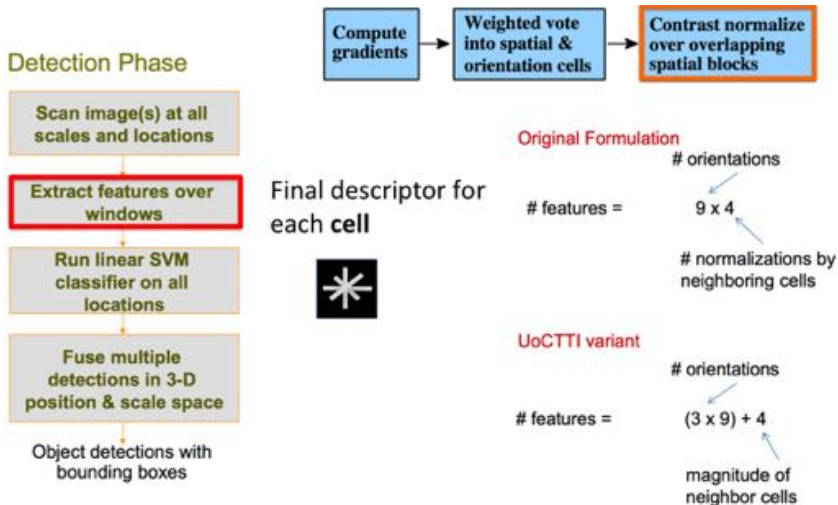 Compute
gradients
Weighted vote
into spatial &
orientation cells
Contrast normalize
over overlapping
spatial blocks
Detection Phase
Scan image(s) at all
scales and locations
Extract features over
windows
Run linear SVM
classifier on all
locations
Fuse multiple
detections in 3-D
position & scale space
Object detections with
bounding boxes
Final descriptor for
each cell
Original Formulation
# orientations
# features = 9 x 4
# normalizations by
neighboring cells
UoCTTI variant
# orientations
# features = (3 x 9) + 4
magnitude of
neighbor cells